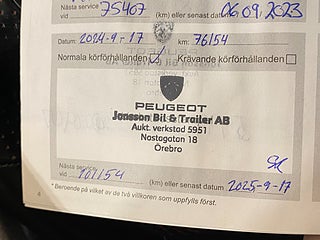 Nästa service
vid 75407 (km) eller senast datum 06.09.2023
Datum: 2024-9-17 km: 76154
Normala körförhållanden Krävande körförhållanden
PEUGEOT
Jonsson Bil & Trailer AB
Aukt. verkstad 5951
Nastagatan 18
Örebro
Nästa service
vid 101154 (km) eller senast datum 2025-9-17
* Beroende på vilket av de två villkoren som uppfylls först.
4